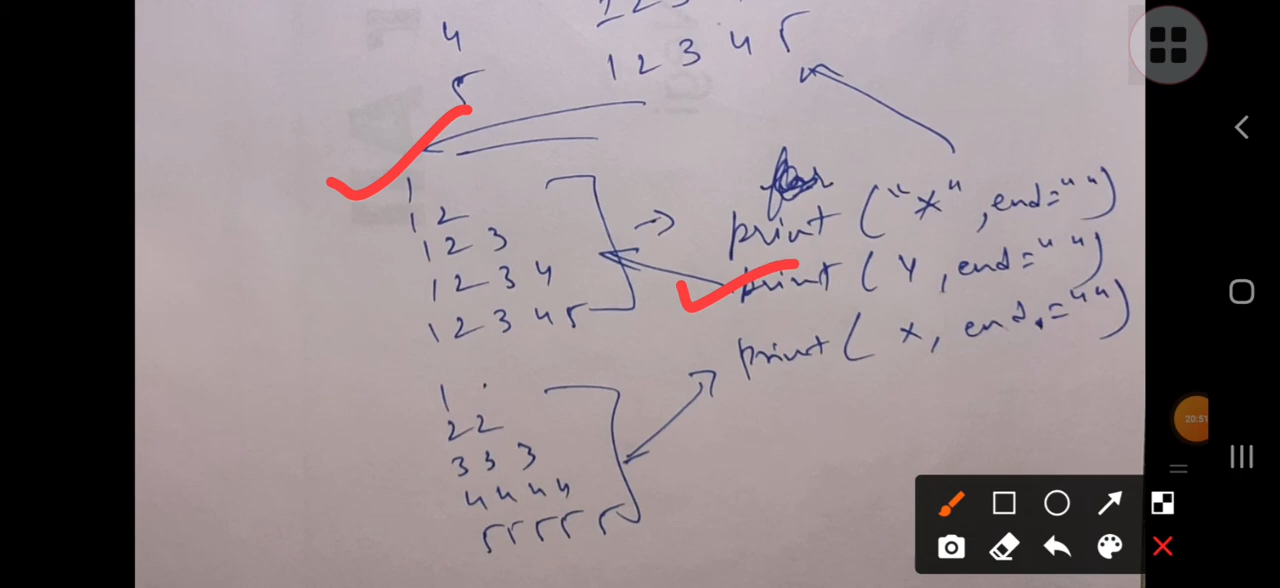 4
5
1 2 3 4 5
1
1 2
1 2 3
1 2 3 4
1 2 3 4 5
print ("X", end=" ")
print ( Y, end=" ")
print ( x, end.=" ")
1 .
2 2
3 3 3
4 4 4 4
5 5 5 5 5
20:51